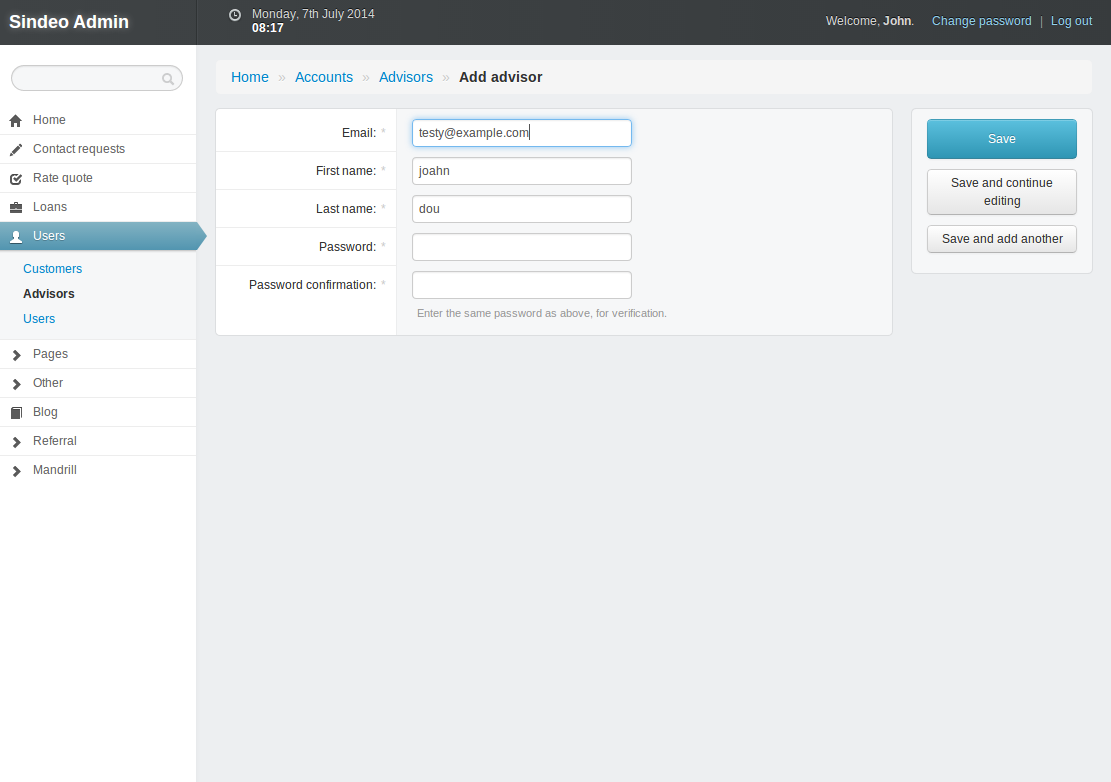 Sindeo Admin
Monday, 7th July 2014
08:17
Welcome, John. Change password | Log out
Home
Contact requests
Rate quote
Loans
Users
Customers
Advisors
Users
Pages
Other
Blog
Referral
Mandrill
Home » Accounts » Advisors » Add advisor
Email: * testy@example.com
First name: * joahn
Last name: * dou
Password: *
Password confirmation: *
Enter the same password as above, for verification.
Save
Save and continue
editing
Save and add another